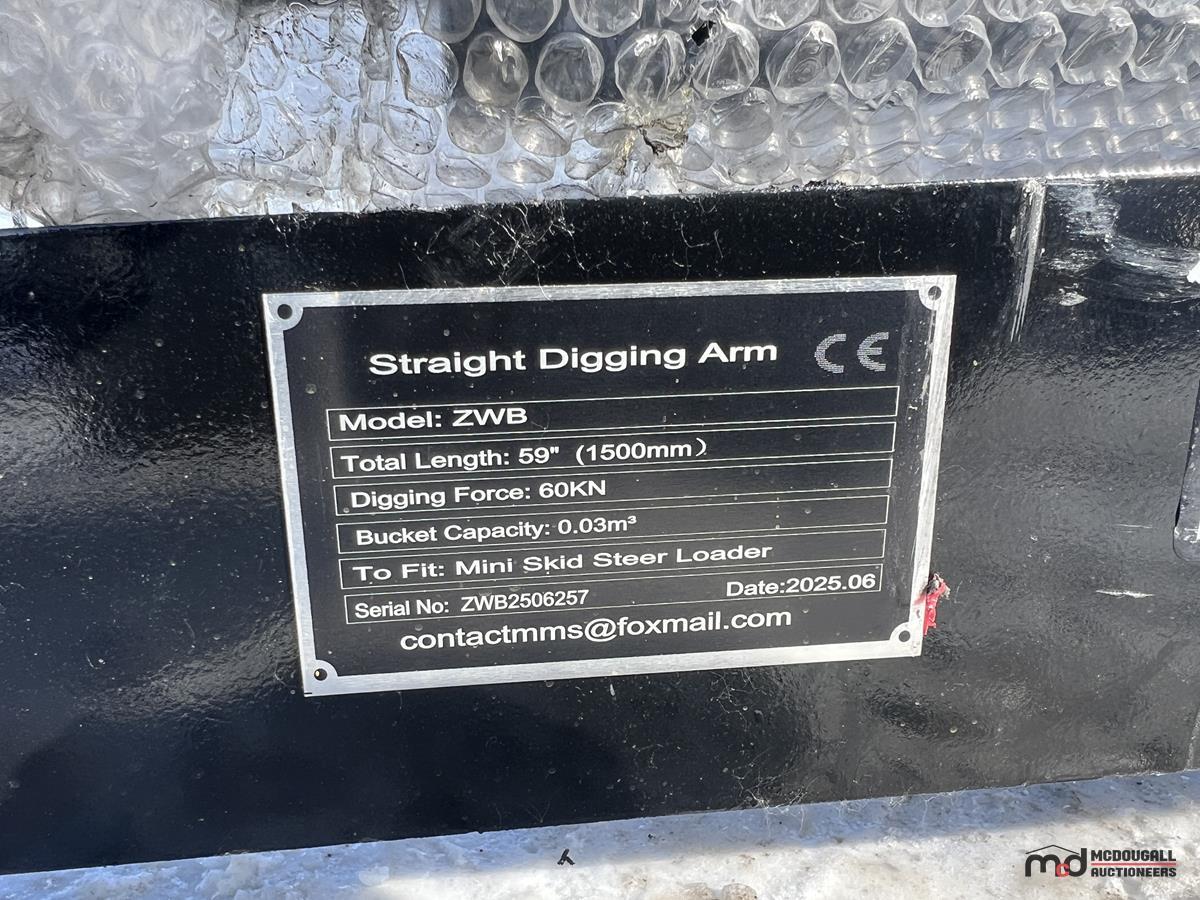 Straight Digging Arm CE
Model: ZWB
Total Length: 59" (1500mm）
Digging Force: 60KN
Bucket Capacity: 0.03m³
To Fit: Mini Skid Steer Loader
Serial No: ZWB2506257 Date:2025.06
contactmms@foxmail.com
mcd MCDOUGALL
AUCTIONEERS